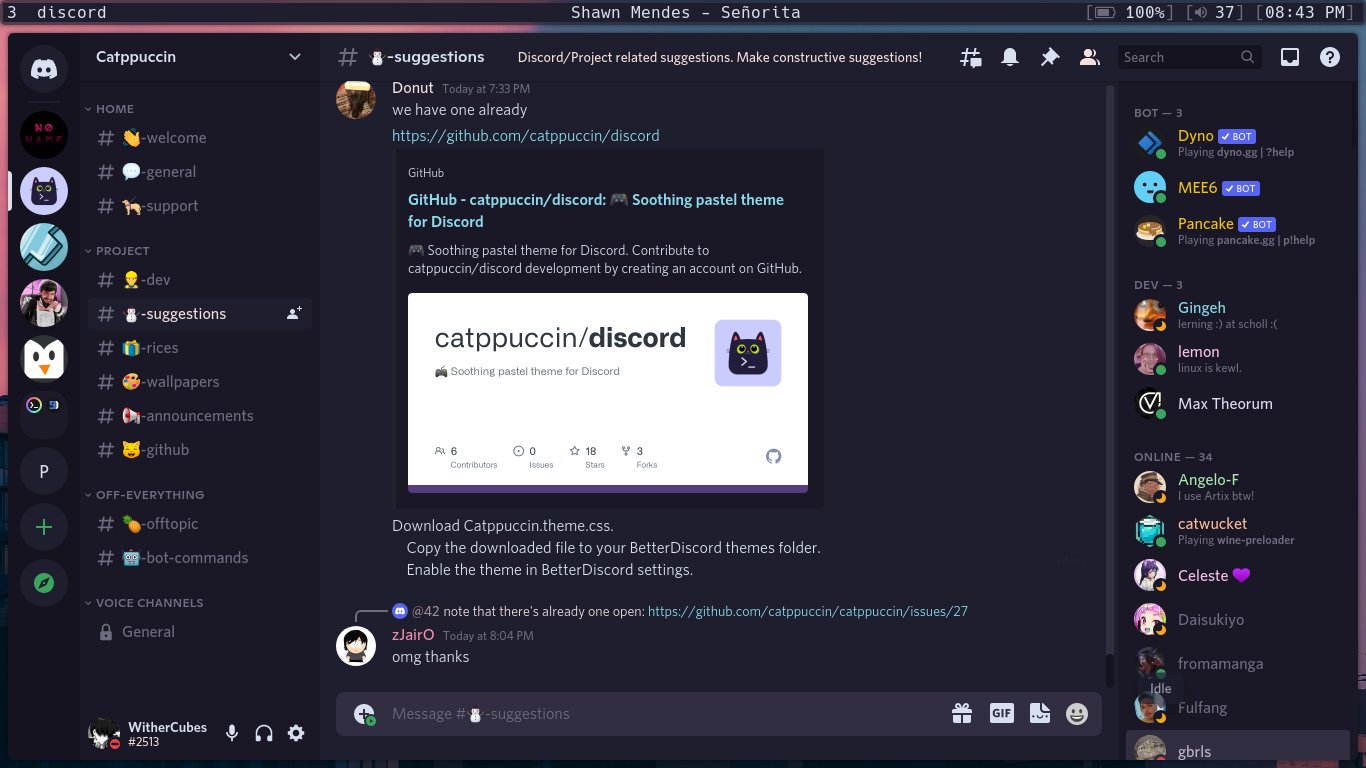 3 discord
Shawn Mendes – Señorita
[100%] [37] [08:43 PM]
NO
NAME
P
Catppuccin
HOME
# 👋-welcome
# 💬-general
# 🐕‍🦺-support
PROJECT
# 👷-dev
# ⛄-suggestions
# 🎁-rices
# 🎨-wallpapers
# 📢-announcements
# 😼-github
OFF-EVERYTHING
# 🍍-offtopic
# 🤖-bot-commands
VOICE CHANNELS
General
WitherCubes
#2513
# ⛄-suggestions
Discord/Project related suggestions. Make constructive suggestions!
Search
Donut Today at 7:33 PM
we have one already
https://github.com/catppuccin/discord
GitHub
GitHub - catppuccin/discord: 🎮 Soothing pastel theme
for Discord
🎮 Soothing pastel theme for Discord. Contribute to
catppuccin/discord development by creating an account on GitHub.
catppuccin/discord
🎮 Soothing pastel theme for Discord
6 0 18 3
Contributors Issues Stars Forks
Download Catppuccin.theme.css.
Copy the downloaded file to your BetterDiscord themes folder.
Enable the theme in BetterDiscord settings.
@42 note that there's already one open: https://github.com/catppuccin/catppuccin/issues/27
zJairO Today at 8:04 PM
omg thanks
Message #⛄-suggestions
GIF
BOT — 3
Dyno ✓ BOT
Playing dyno.gg | ?help
MEE6 ✓ BOT
Pancake ✓ BOT
Playing pancake.gg | p!help
DEV — 3
Gingeh
lerning :) at scholl :(
lemon
linux is kewl.
Max Theorum
ONLINE — 34
Angelo-F
I use Artix btw!
catwucket
Playing wine-preloader
Celeste 💜
Daisukiyo
fromamanga
Idle
Fulfang
gbrls